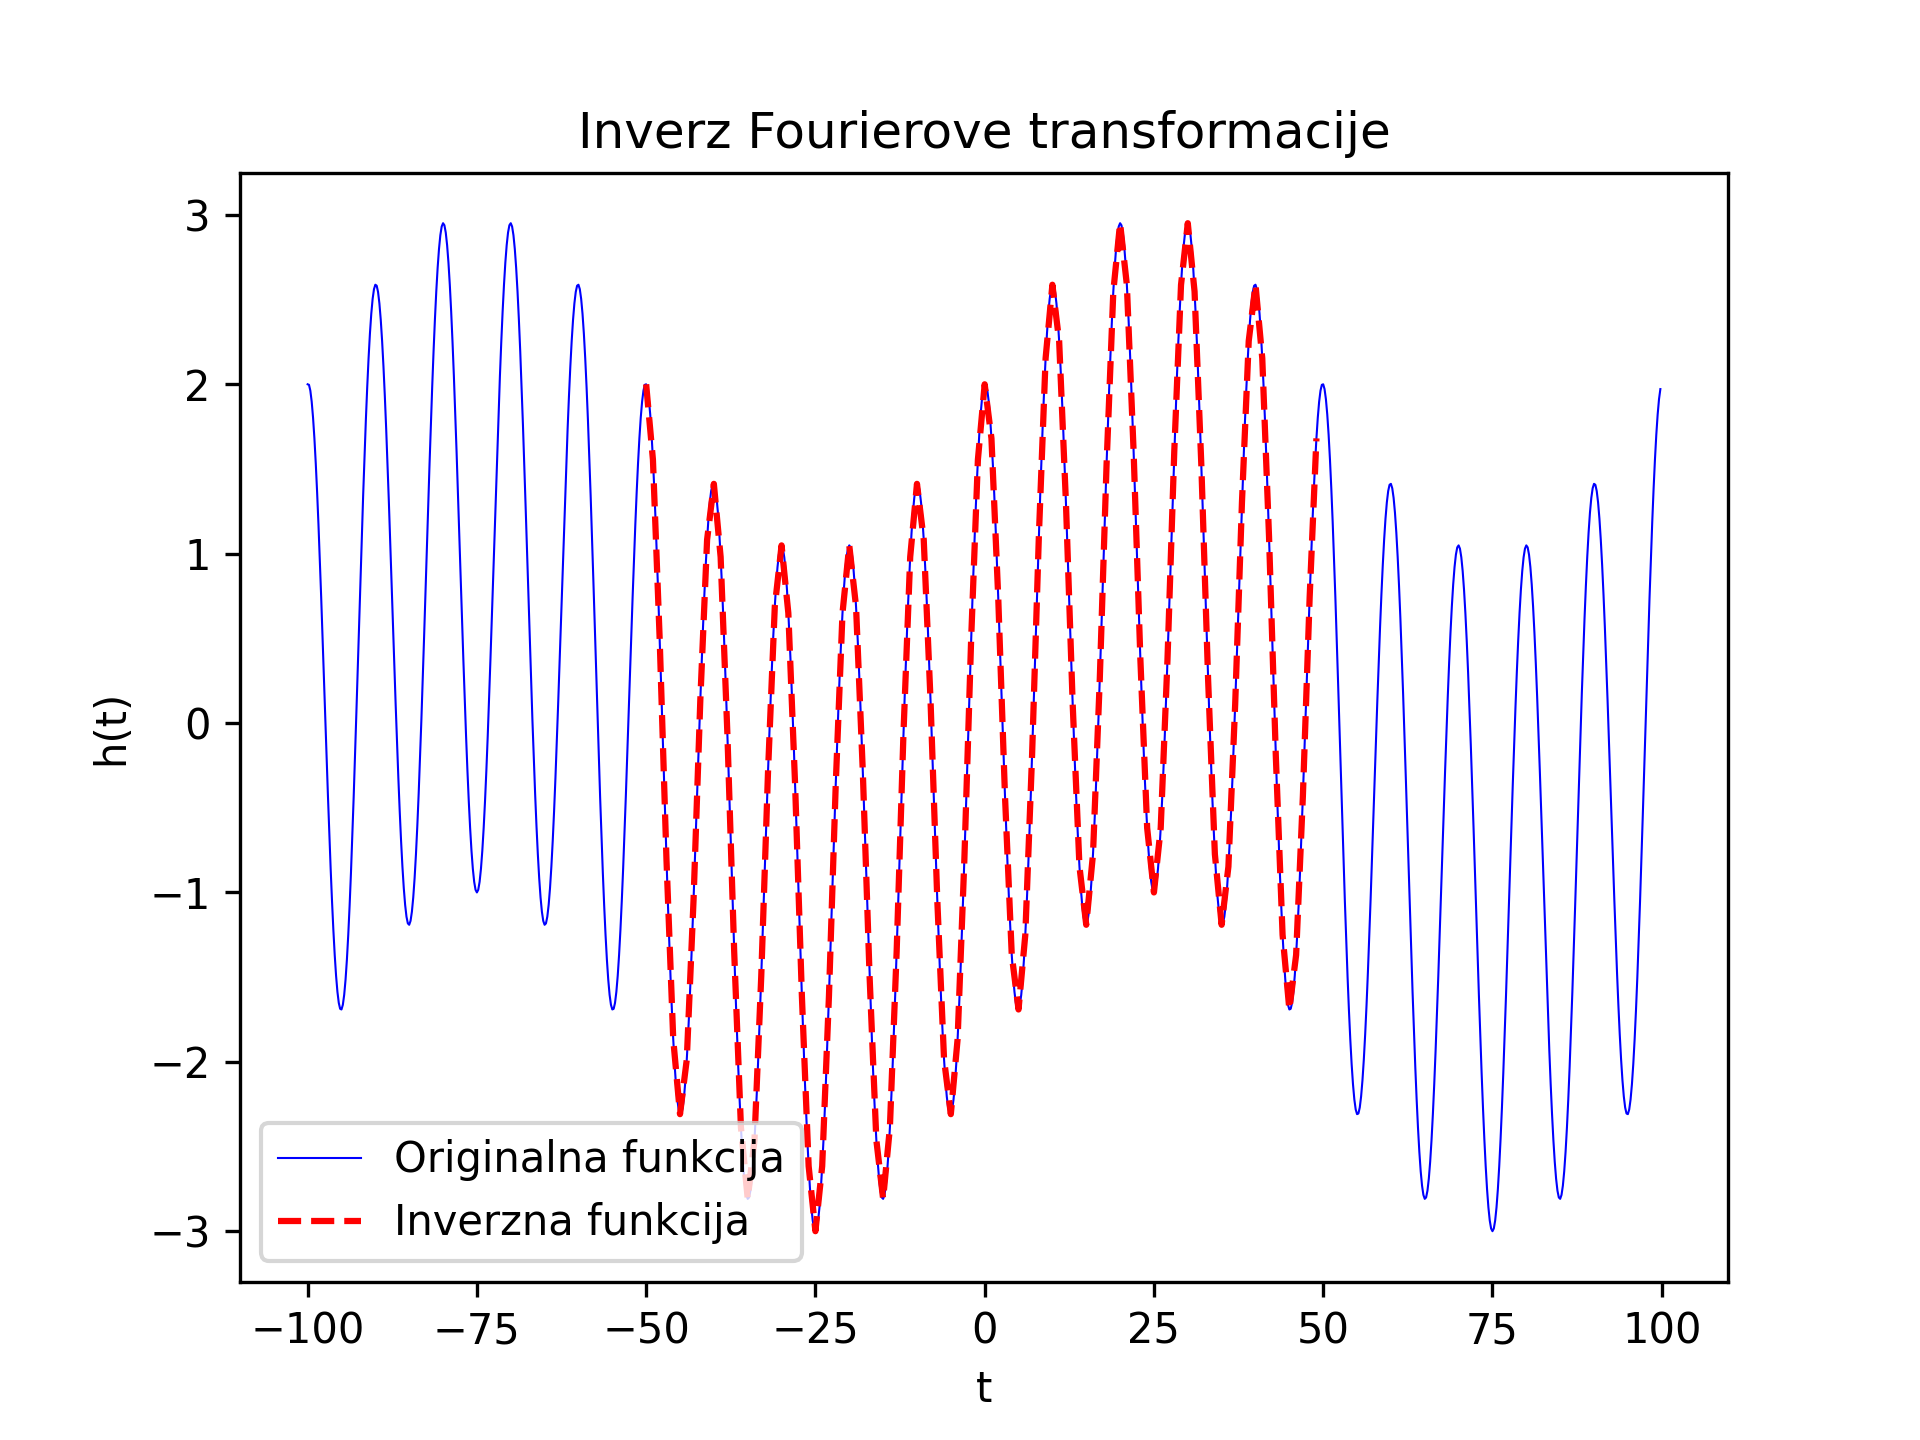 Inverz Fourierove transformacije
3
2
1
0
−1
−2
−3
h(t)
Originalna funkcija
Inverzna funkcija
−100 −75 −50 −25 0 25 50 75 100
t